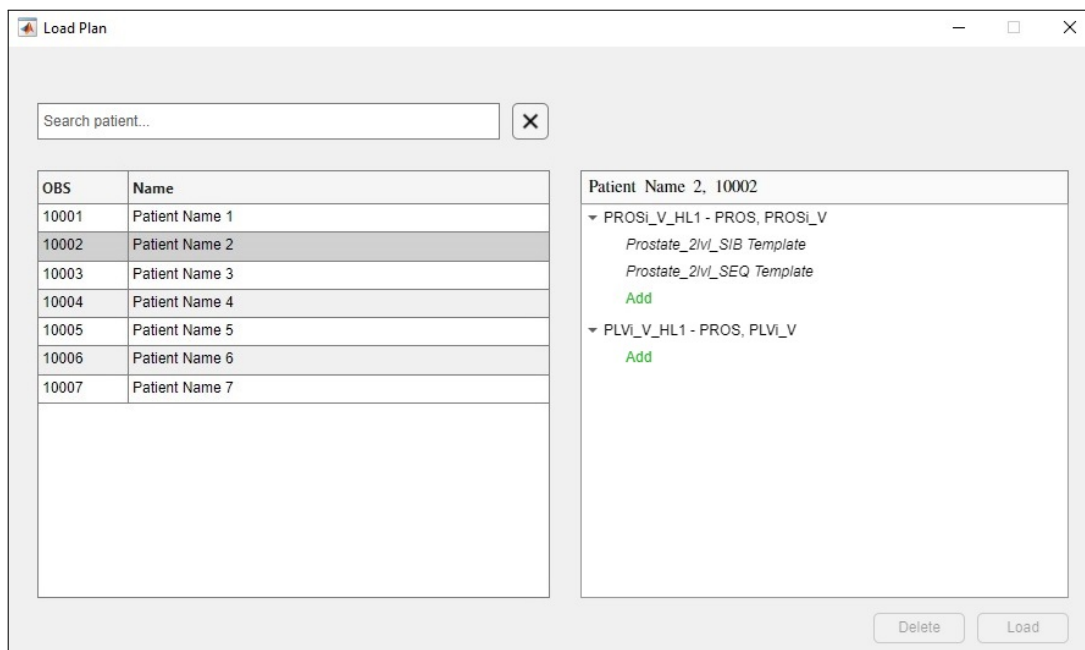 Load Plan
Search patient...
OBS Name
10001 Patient Name 1
10002 Patient Name 2
10003 Patient Name 3
10004 Patient Name 4
10005 Patient Name 5
10006 Patient Name 6
10007 Patient Name 7
Patient Name 2, 10002
PROSi_V_HL1 - PROS, PROSi_V
Prostate_2lvl_SIB Template
Prostate_2lvl_SEQ Template
Add
PLVi_V_HL1 - PROS, PLVi_V
Add
Delete Load